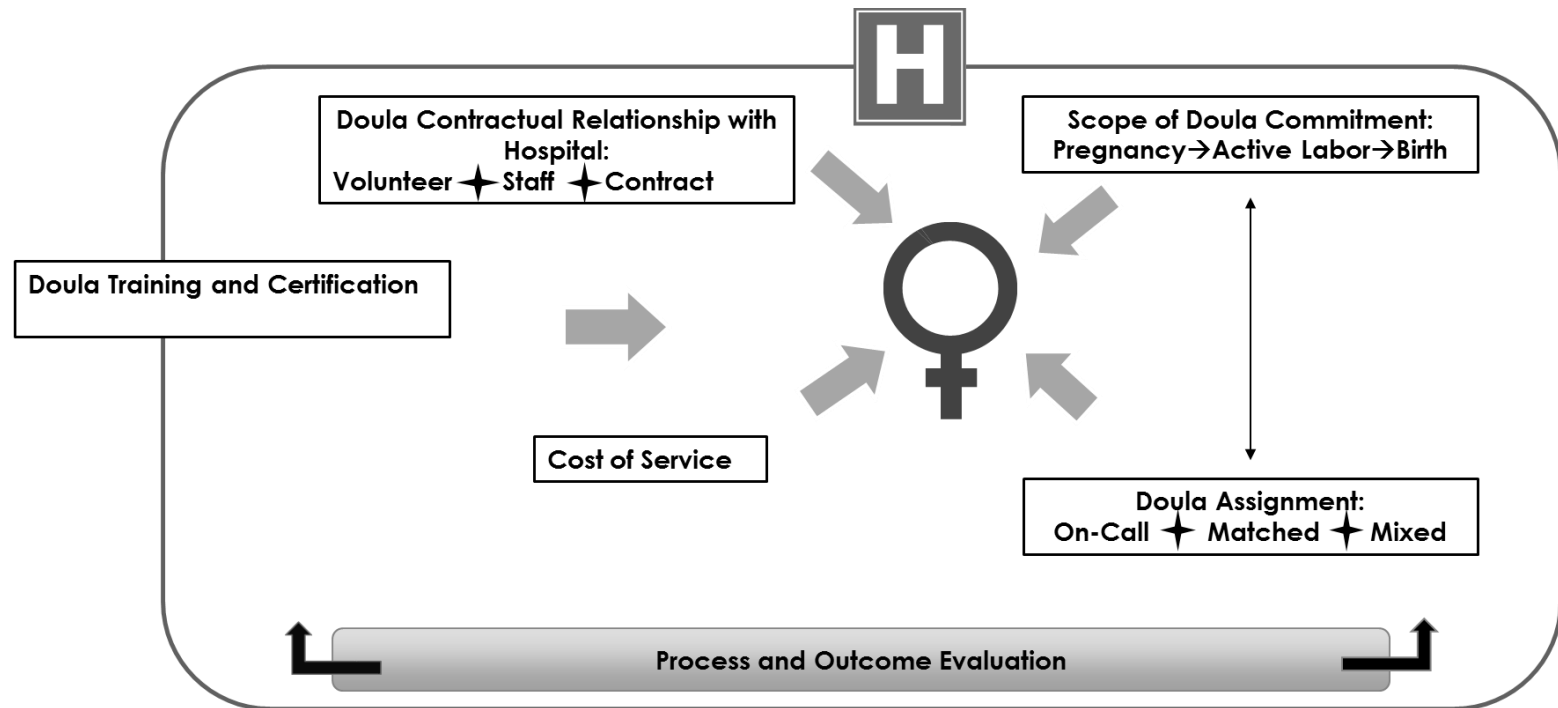 H
Doula Contractual Relationship with
Hospital:
Volunteer ✦ Staff ✦ Contract
Scope of Doula Commitment:
Pregnancy→Active Labor→Birth
Doula Training and Certification
Cost of Service
Doula Assignment:
On-Call ✦ Matched ✦ Mixed
Process and Outcome Evaluation